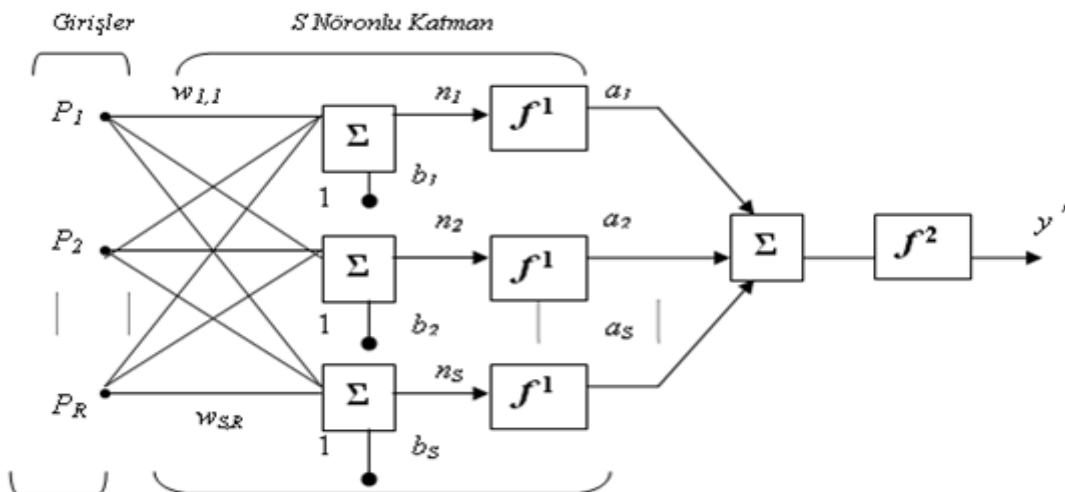 Girişler S Nöronlu Katman
w1,1 n1 a1
P1 Σ f1
1 b1
n2 a2
P2 Σ f1 Σ f2 y'
1 b2 aS
nS
PR Σ f1
wS,R
1 bS